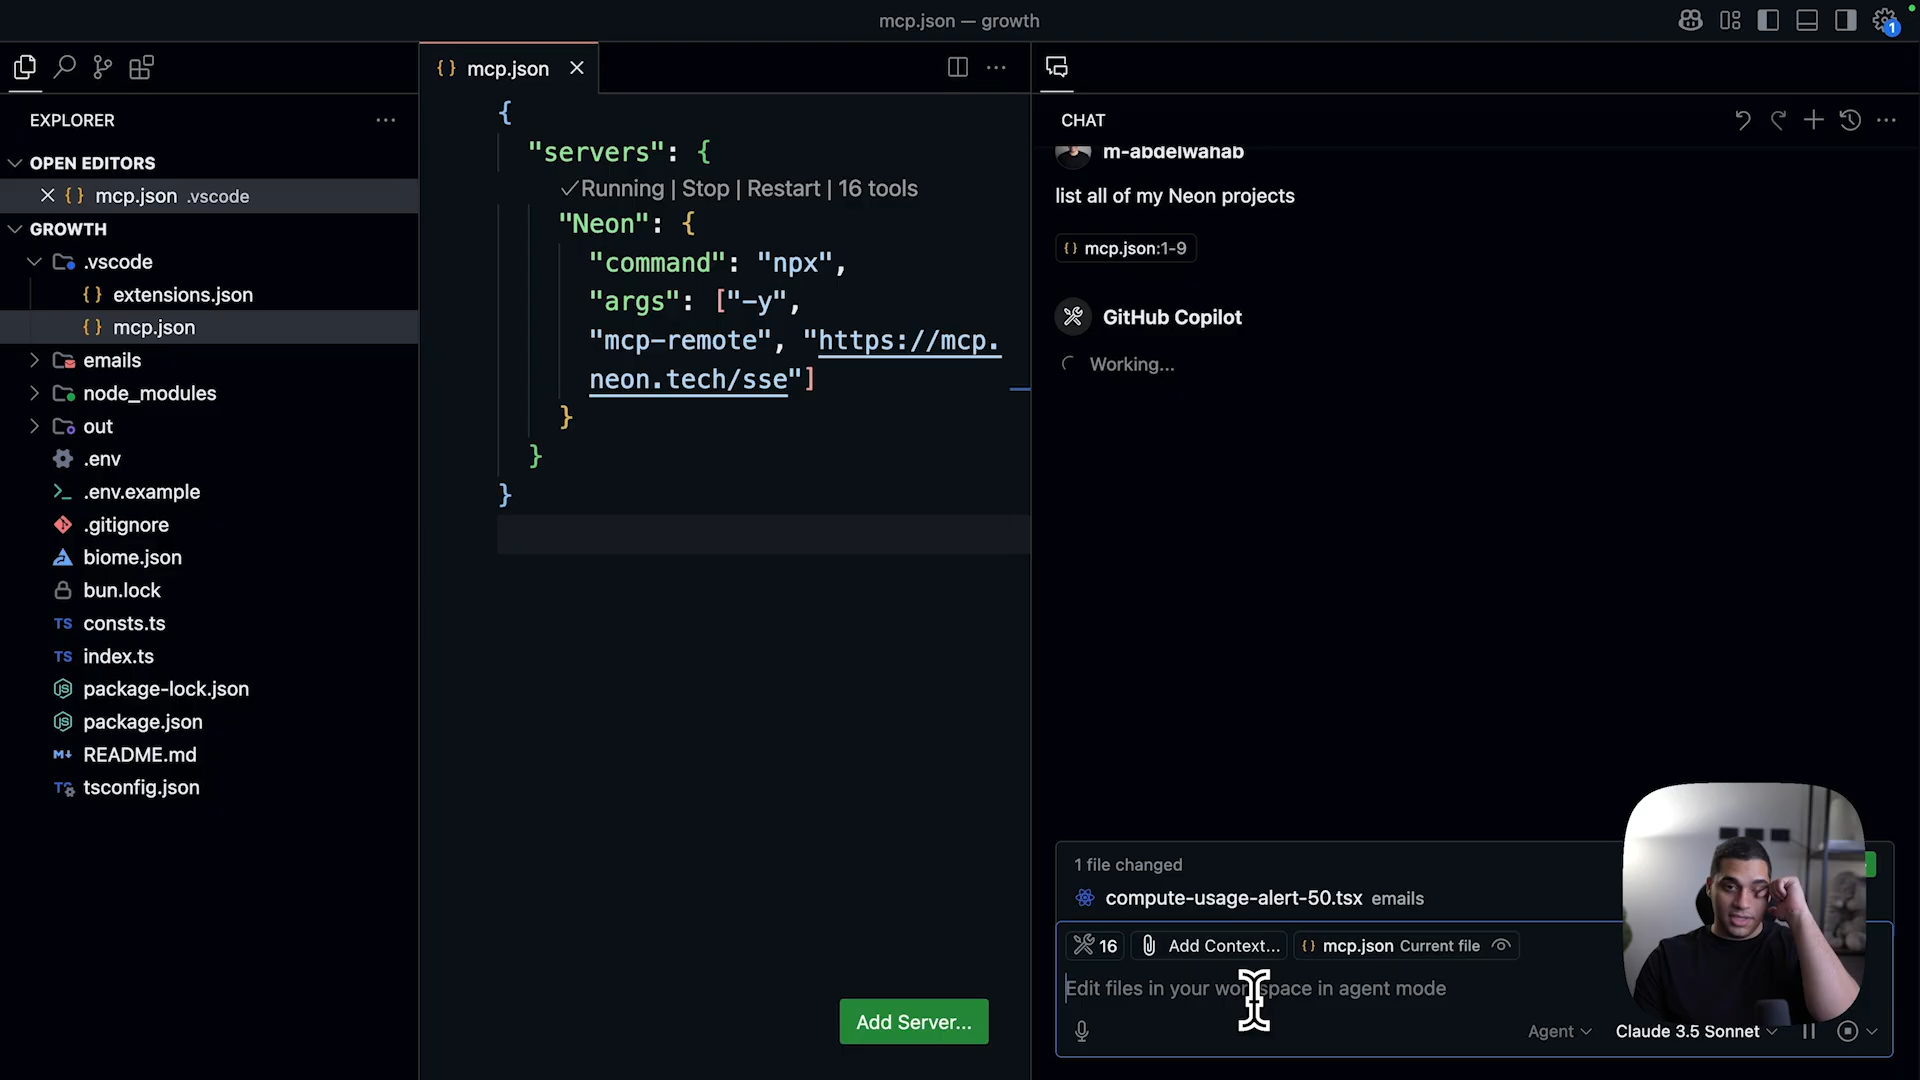 mcp.json — growth
1
EXPLORER
OPEN EDITORS
mcp.json .vscode
GROWTH
.vscode
extensions.json
mcp.json
emails
node_modules
out
.env
.env.example
.gitignore
biome.json
bun.lock
TS consts.ts
TS index.ts
package-lock.json
package.json
README.md
tsconfig.json
{} mcp.json
{
"servers": {
✓Running | Stop | Restart | 16 tools
"Neon": {
"command": "npx",
"args": ["-y",
"mcp-remote", "https://mcp.
neon.tech/sse"]
}
}
}
Add Server...
CHAT
m-abdelwahab
list all of my Neon projects
{} mcp.json:1-9
GitHub Copilot
Working...
1 file changed
compute-usage-alert-50.tsx emails
16
Add Context...
{} mcp.json Current file
Edit files in your workspace in agent mode
Agent
Claude 3.5 Sonnet